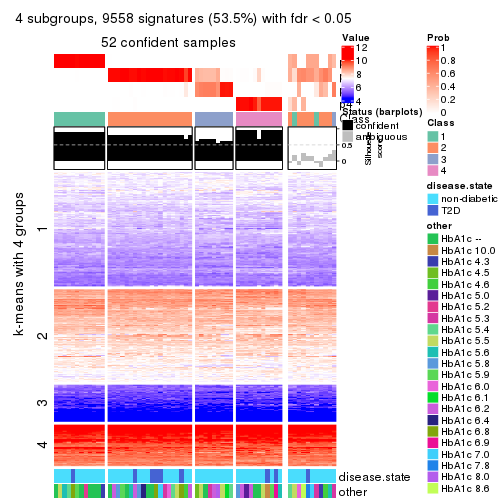 4 subgroups, 9558 signatures (53.5%) with fdr < 0.05
52 confident samples
k-means with 4 groups
1
2
3
4
p4
Class
1
0.5
0
Silhouette
score
disease.state
other
Value
12
10
8
6
4
Status (barplots)
confident
ambiguous
Prob
1
0.8
0.6
0.4
0.2
0
Class
1
2
3
4
disease.state
non-diabetic
T2D
other
HbA1c --
HbA1c 10.0
HbA1c 4.3
HbA1c 4.5
HbA1c 4.6
HbA1c 5.0
HbA1c 5.2
HbA1c 5.3
HbA1c 5.4
HbA1c 5.5
HbA1c 5.6
HbA1c 5.8
HbA1c 5.9
HbA1c 6.0
HbA1c 6.1
HbA1c 6.2
HbA1c 6.4
HbA1c 6.8
HbA1c 6.9
HbA1c 7.0
HbA1c 7.8
HbA1c 8.0
HbA1c 8.6